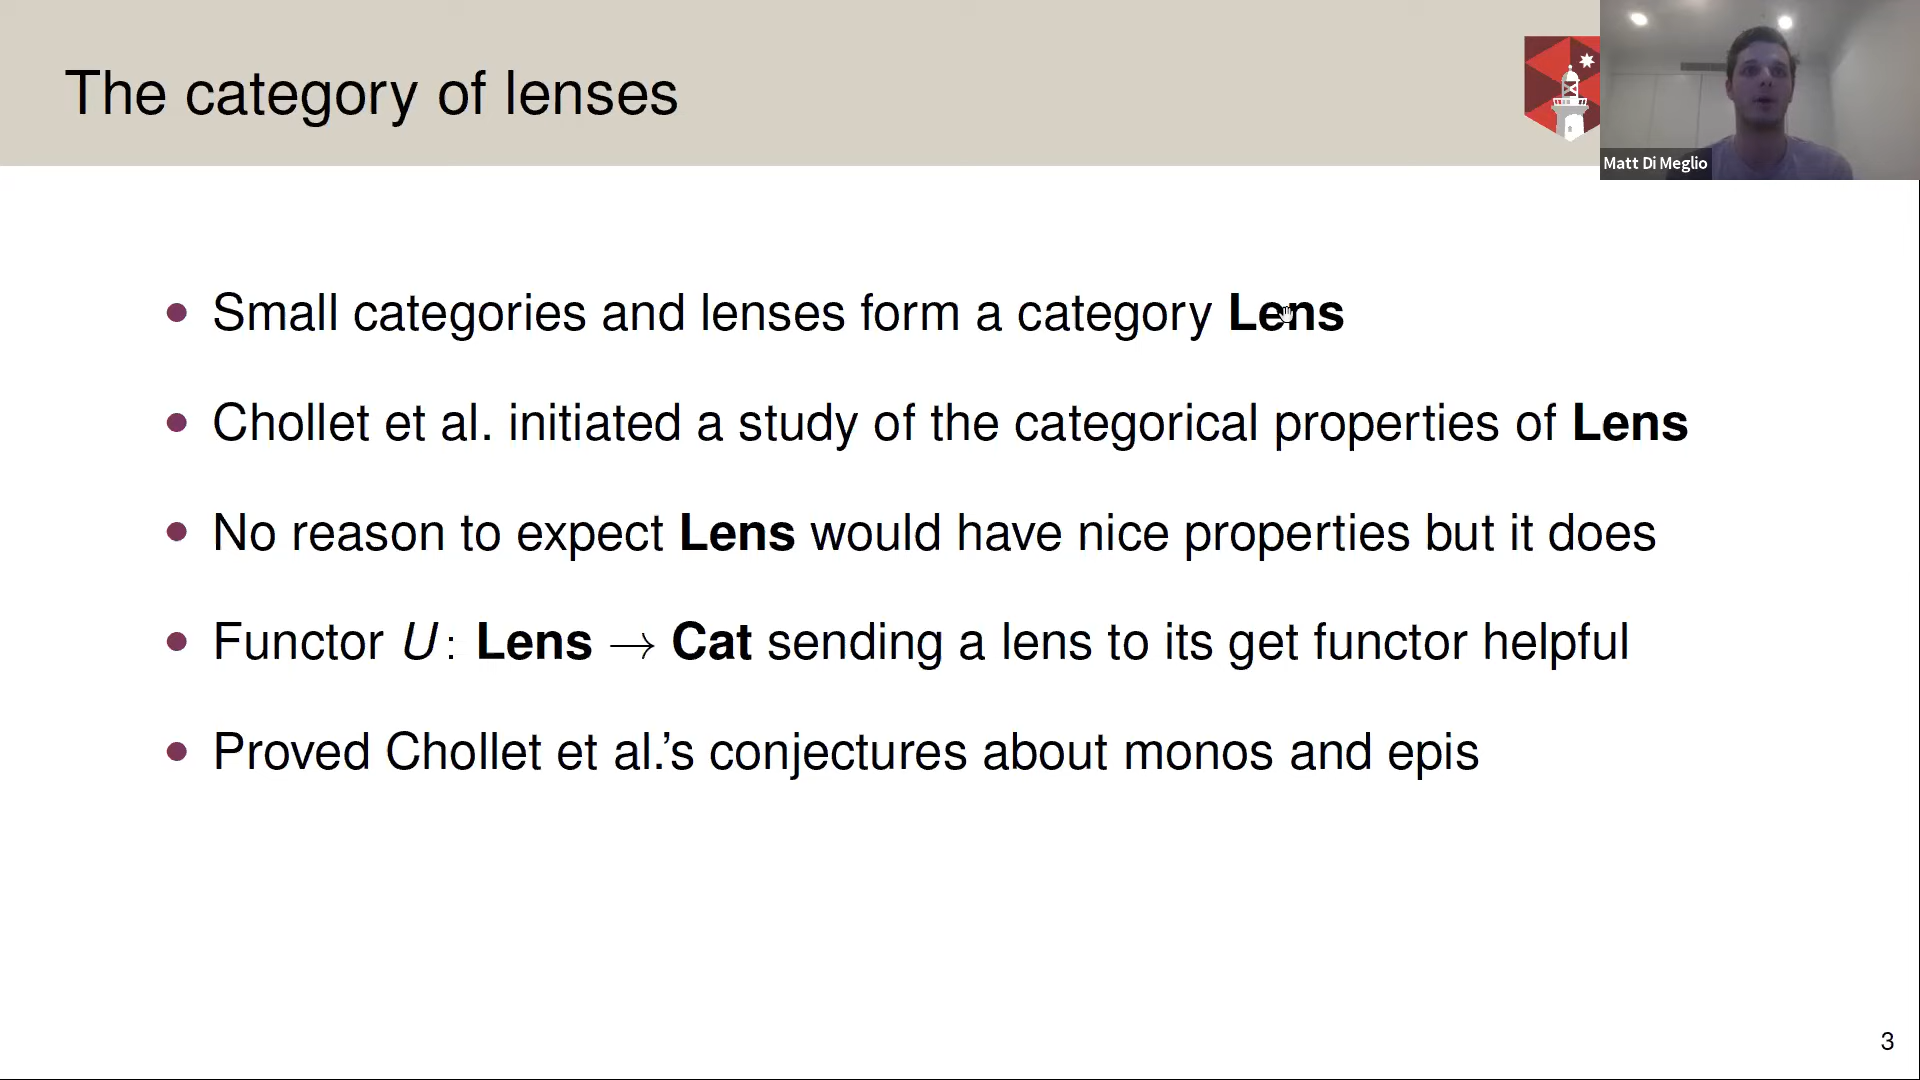 The category of lenses
Matt Di Meglio
• Small categories and lenses form a category Lens
• Chollet et al. initiated a study of the categorical properties of Lens
• No reason to expect Lens would have nice properties but it does
• Functor U: Lens → Cat sending a lens to its get functor helpful
• Proved Chollet et al.’s conjectures about monos and epis
3